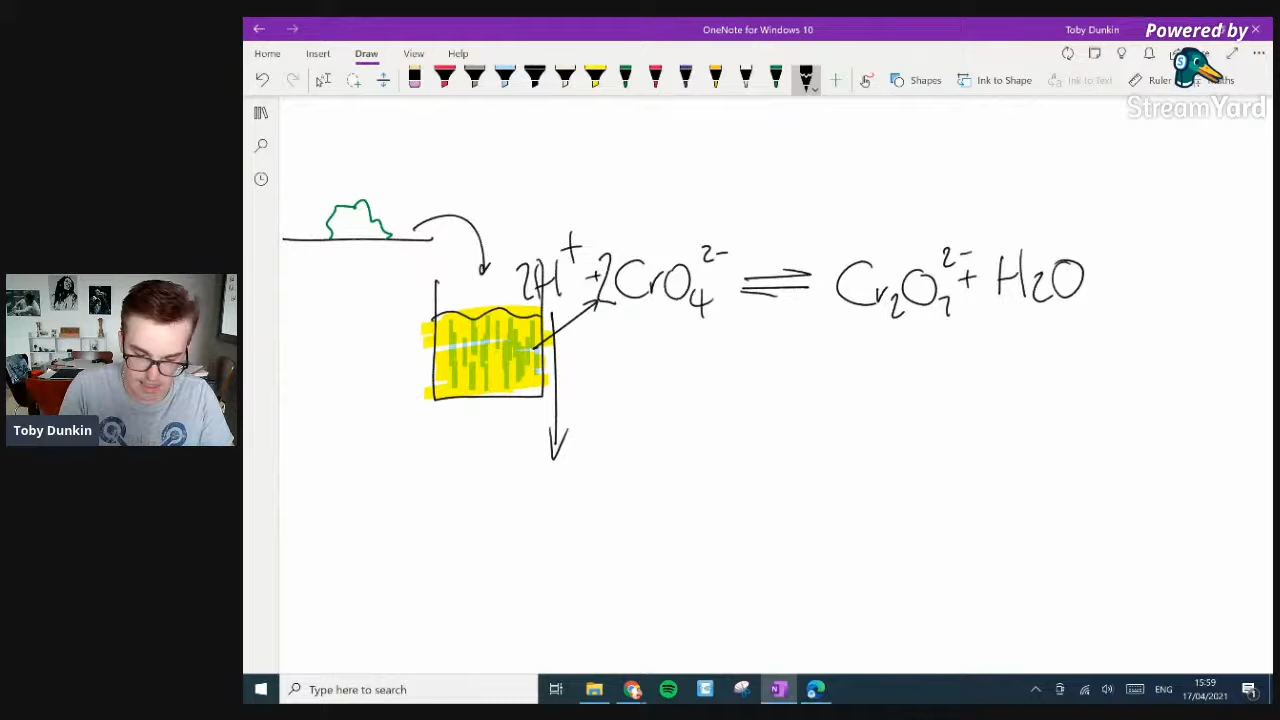 OneNote for Windows 10
Toby Dunkin
Powered by
Home Insert Draw View Help
Shapes Ink to Shape Ink to Text Ruler
StreamYard
2H⁺ + 2CrO₄²⁻ ⇌ Cr₂O₇²⁻ + H₂O
Toby Dunkin
Type here to search
ENG
15:59
17/04/2021